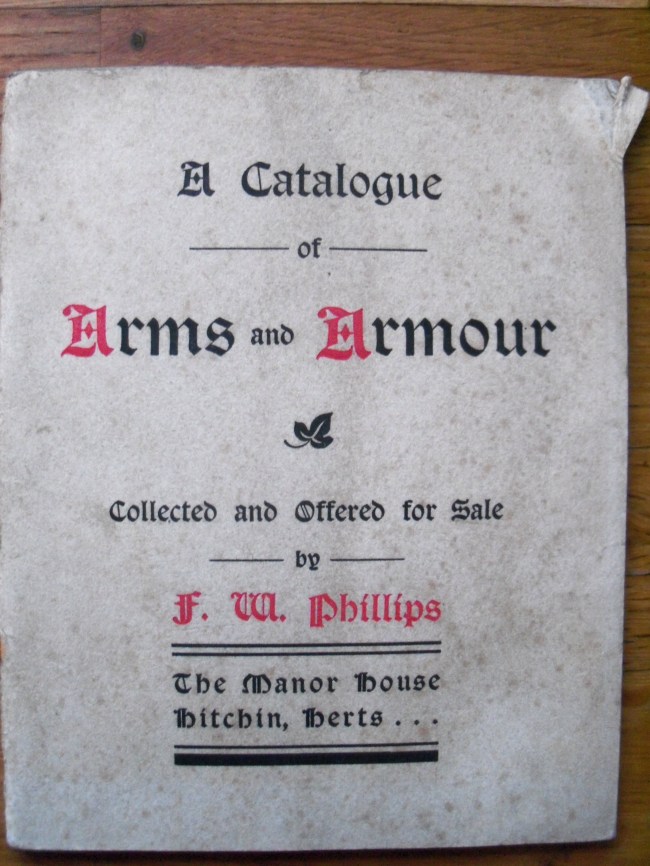 A Catalogue
of
Arms and Armour
Collected and Offered for Sale
by
F. W. Phillips
The Manor House
Hitchin, Herts . . .